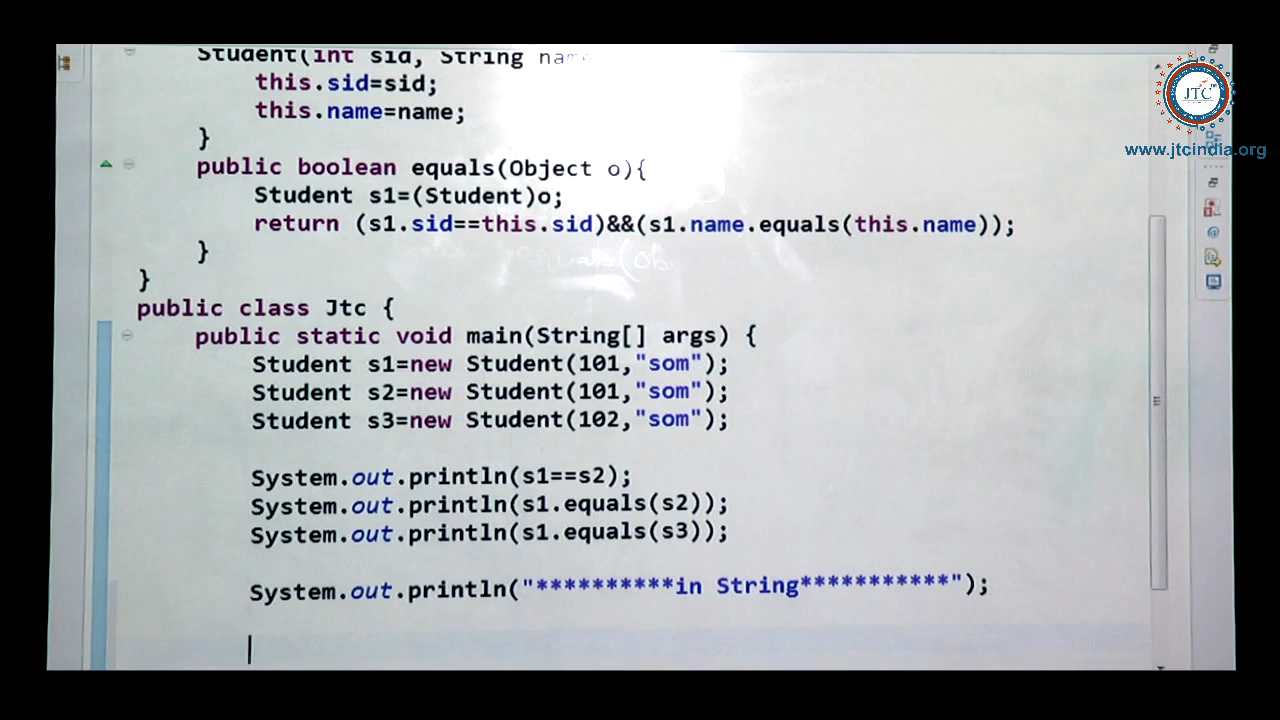 Student(int sid, String name
this.sid=sid;
this.name=name;
}
public boolean equals(Object o){
Student s1=(Student)o;
return (s1.sid==this.sid)&&(s1.name.equals(this.name));
}
}
public class Jtc {
public static void main(String[] args) {
Student s1=new Student(101,"som");
Student s2=new Student(101,"som");
Student s3=new Student(102,"som");
System.out.println(s1==s2);
System.out.println(s1.equals(s2));
System.out.println(s1.equals(s3));
System.out.println("**********in String***********");
JTC
www.jtcindia.org